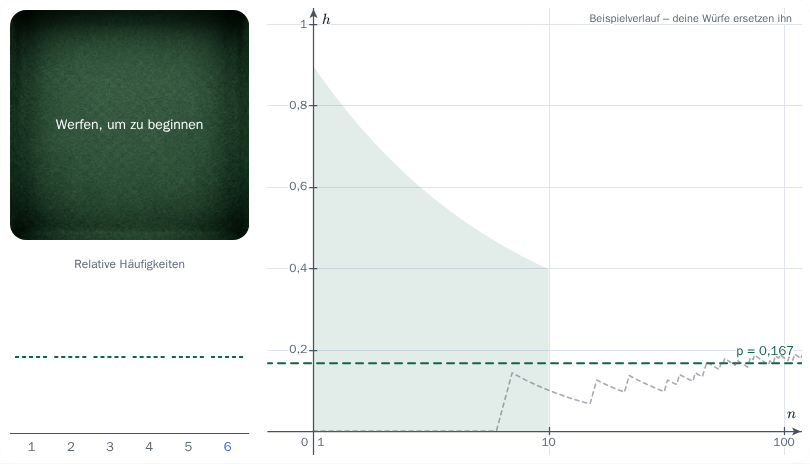 Werfen, um zu beginnen
Relative Häufigkeiten
1 2 3 4 5 6
Beispielverlauf – deine Würfe ersetzen ihn
h
1
0,8
0,6
0,4
0,2
p = 0,167
n
0 1 10 100